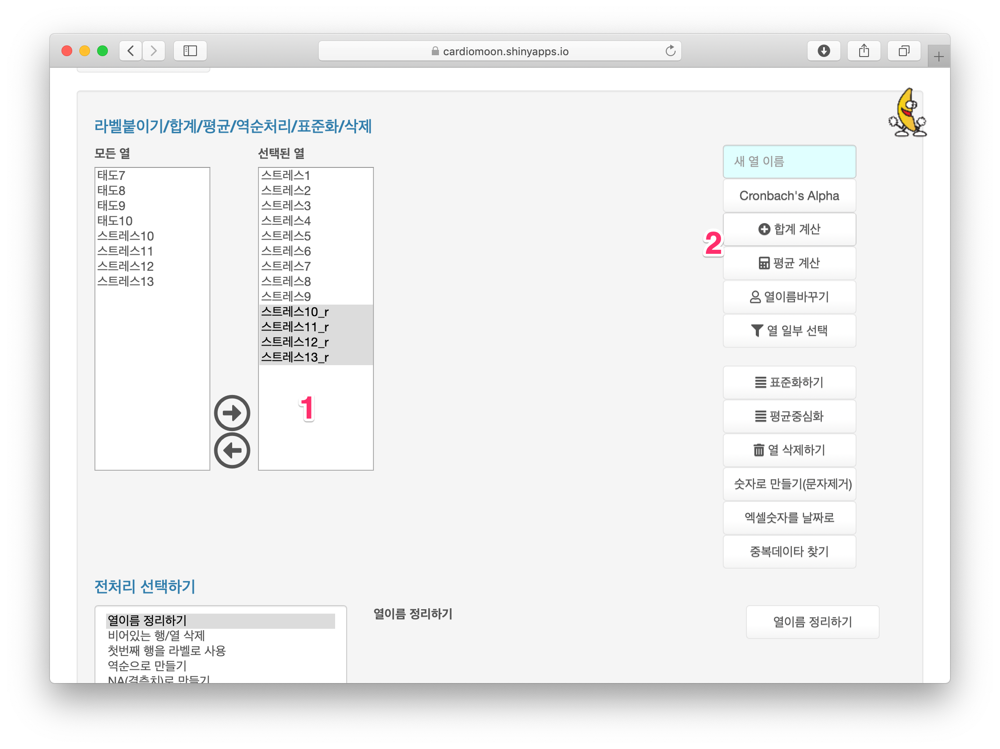 cardiomoon.shinyapps.io
라벨붙이기/합계/평균/역순처리/표준화/삭제
모든 열
태도7
태도8
태도9
태도10
스트레스10
스트레스11
스트레스12
스트레스13
선택된 열
스트레스1
스트레스2
스트레스3
스트레스4
스트레스5
스트레스6
스트레스7
스트레스8
스트레스9
스트레스10_r
스트레스11_r
스트레스12_r
스트레스13_r
1
새 열 이름
Cronbach's Alpha
합계 계산
2
평균 계산
열이름바꾸기
열 일부 선택
표준화하기
평균중심화
열 삭제하기
숫자로 만들기(문자제거)
엑셀숫자를 날짜로
중복데이타 찾기
전처리 선택하기
열이름 정리하기
비어있는 행/열 삭제
첫번째 행을 라벨로 사용
역순으로 만들기
NA(결측치)로 만들기
열이름 정리하기
열이름 정리하기